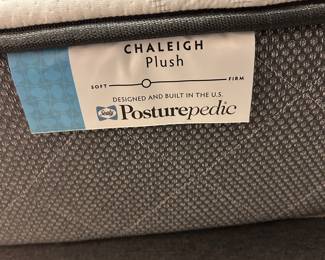 CHALEIGH
Plush
SOFT FIRM
DESIGNED AND BUILT IN THE U.S.
Sealy Posturepedic